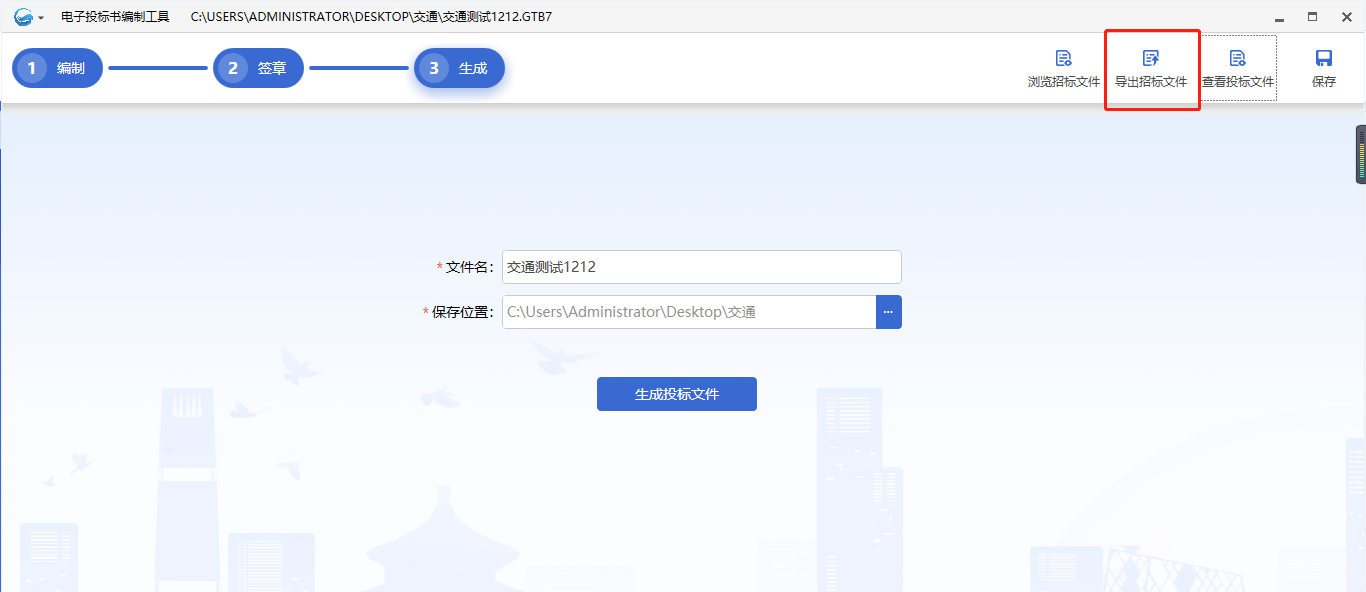 电子投标书编制工具 C:\USERS\ADMINISTRATOR\DESKTOP\交通\交通测试1212.GTB7
1 编制 2 签章 3 生成
浏览招标文件 导出招标文件 查看投标文件 保存
*文件名: 交通测试1212
*保存位置: C:\Users\Administrator\Desktop\交通 ...
生成投标文件